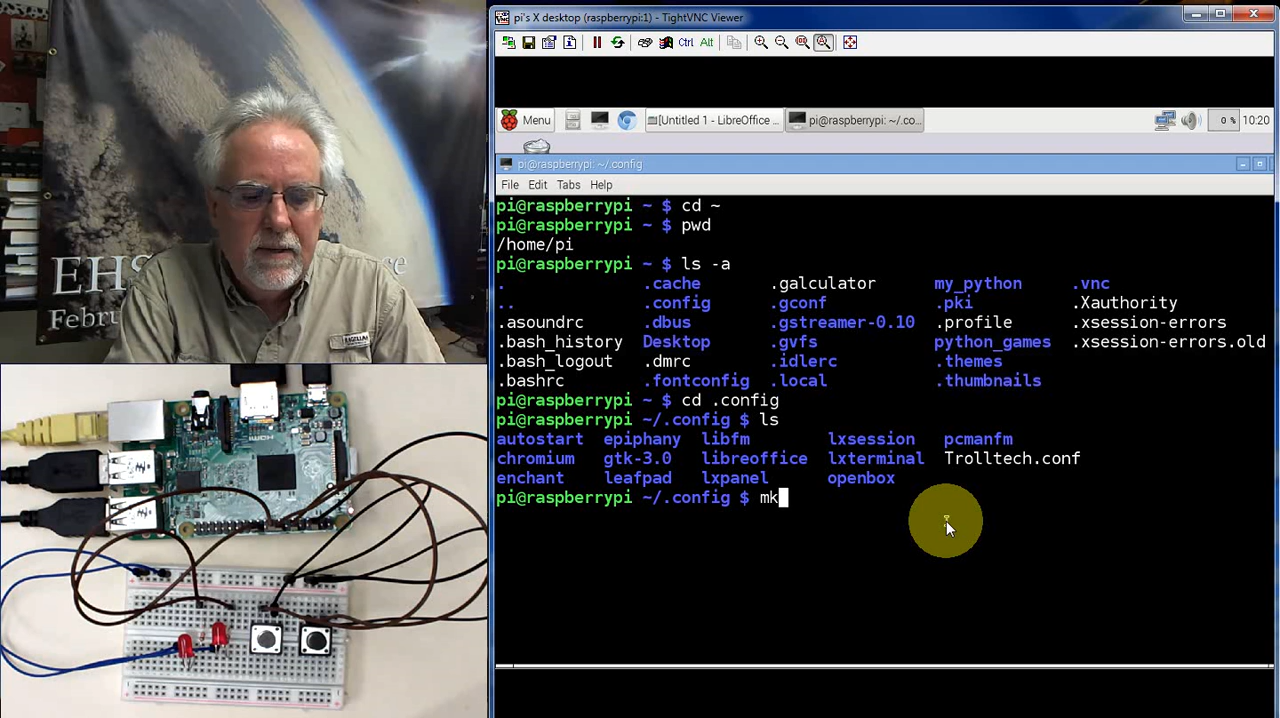 EHS
ce
Febru
pi's X desktop (raspberrypi:1) - TightVNC Viewer
Ctrl Alt
Menu [Untitled 1 - LibreOffice ... pi@raspberrypi: ~/.co... 0 % 10:20
pi@raspberrypi: ~/.config
File Edit Tabs Help
pi@raspberrypi ~ $ cd ~
pi@raspberrypi ~ $ pwd
/home/pi
pi@raspberrypi ~ $ ls -a
. .cache .galculator my_python .vnc
.. .config .gconf .pki .Xauthority
.asoundrc .dbus .gstreamer-0.10 .profile .xsession-errors
.bash_history Desktop .gvfs python_games .xsession-errors.old
.bash_logout .dmrc .idlerc .themes
.bashrc .fontconfig .local .thumbnails
pi@raspberrypi ~ $ cd .config
pi@raspberrypi ~/.config $ ls
autostart epiphany libfm lxsession pcmanfm
chromium gtk-3.0 libreoffice lxterminal Trolltech.conf
enchant leafpad lxpanel openbox
pi@raspberrypi ~/.config $ mk
HDMI